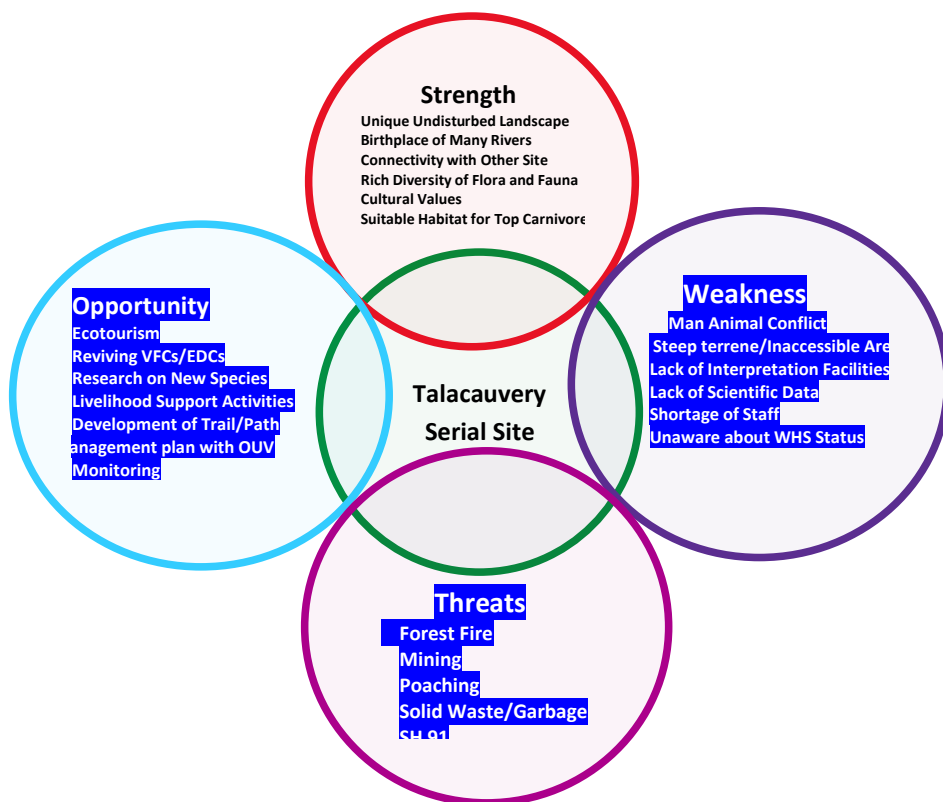 Strength
Unique Undisturbed Landscape
Birthplace of Many Rivers
Connectivity with Other Site
Rich Diversity of Flora and Fauna
Cultural Values
Suitable Habitat for Top Carnivore
Opportunity
Ecotourism
Reviving VFCs/EDCs
Research on New Species
Livelihood Support Activities
Development of Trail/Path
anagement plan with OUV
Monitoring
Talacauvery
Serial Site
Weakness
Man Animal Conflict
Steep terrene/Inaccessible Are
Lack of Interpretation Facilities
Lack of Scientific Data
Shortage of Staff
Unaware about WHS Status
Threats
Forest Fire
Mining
Poaching
Solid Waste/Garbage
SH 91